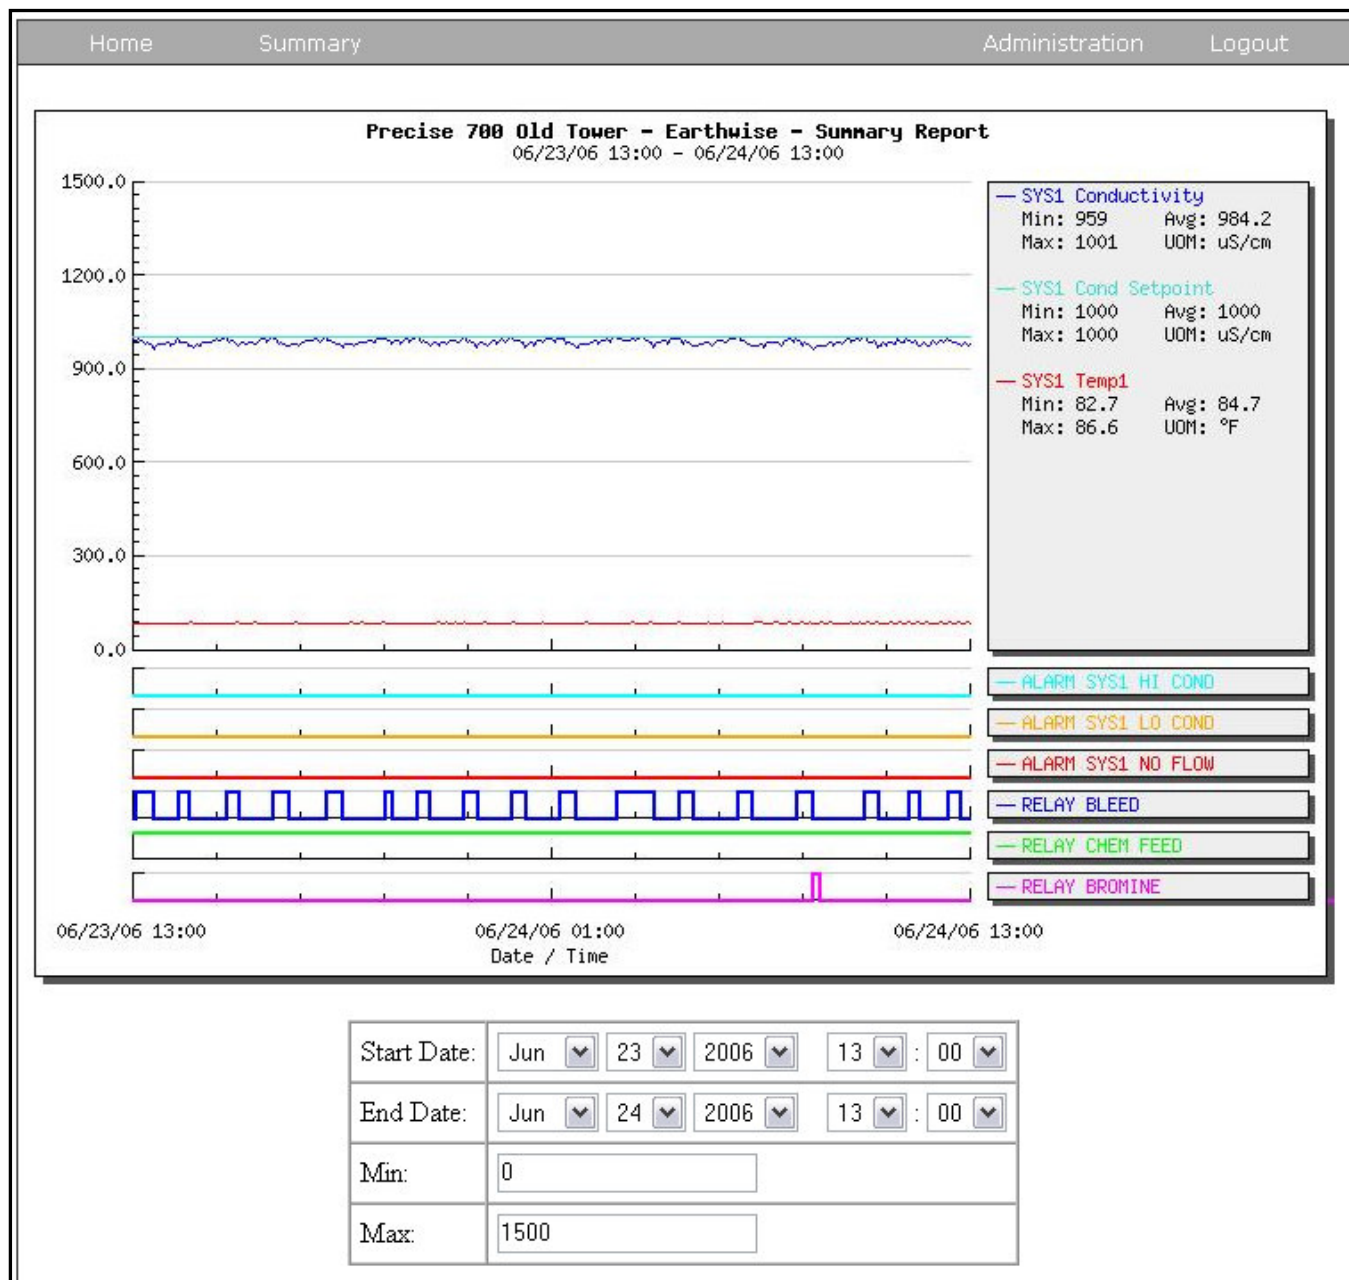 Home Summary Administration Logout
Precise 700 Old Tower - Earthwise - Summary Report
06/23/06 13:00 - 06/24/06 13:00
1500.0
1200.0
900.0
600.0
300.0
0.0
SYS1 Conductivity
Min: 959 Avg: 984.2
Max: 1001 UOM: uS/cm
SYS1 Cond Setpoint
Min: 1000 Avg: 1000
Max: 1000 UOM: uS/cm
SYS1 Temp1
Min: 82.7 Avg: 84.7
Max: 86.6 UOM: °F
ALARM SYS1 HI COND
ALARM SYS1 LO COND
ALARM SYS1 NO FLOW
RELAY BLEED
RELAY CHEM FEED
RELAY BROMINE
06/23/06 13:00 06/24/06 01:00 06/24/06 13:00
Date / Time
Start Date: Jun 23 2006 13 : 00
End Date: Jun 24 2006 13 : 00
Min: 0
Max: 1500